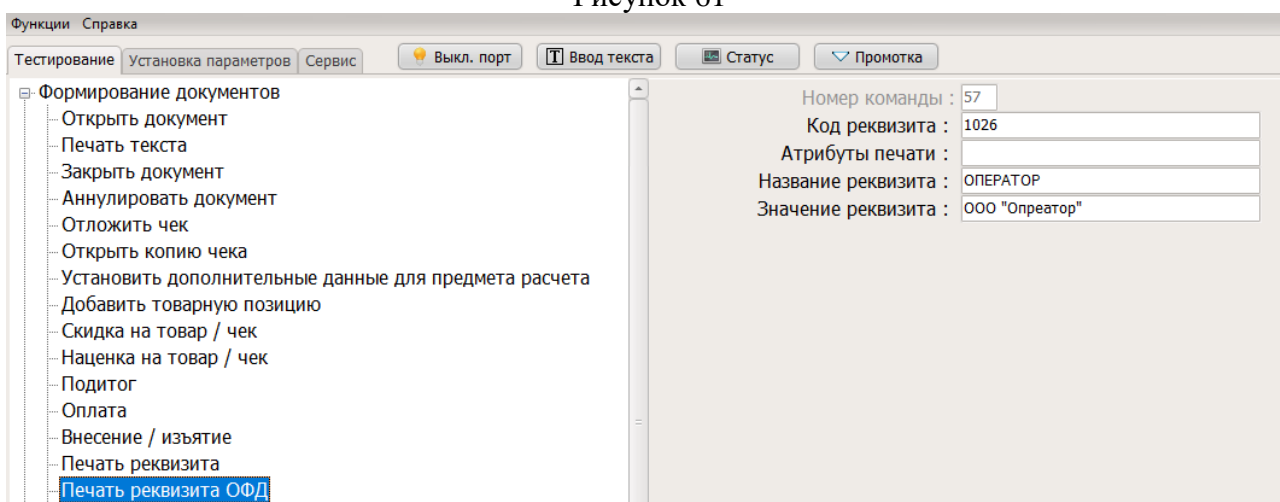 Рисунок 61
Функции Справка
Тестирование Установка параметров Сервис Выкл. порт Ввод текста Статус Промотка
Формирование документов
Открыть документ
Печать текста
Закрыть документ
Аннулировать документ
Отложить чек
Открыть копию чека
Установить дополнительные данные для предмета расчета
Добавить товарную позицию
Скидка на товар / чек
Наценка на товар / чек
Подитог
Оплата
Внесение / изъятие
Печать реквизита
Печать реквизита ОФД
Номер команды : 57
Код реквизита : 1026
Атрибуты печати :
Название реквизита : ОПЕРАТОР
Значение реквизита : ООО "Опреатор"